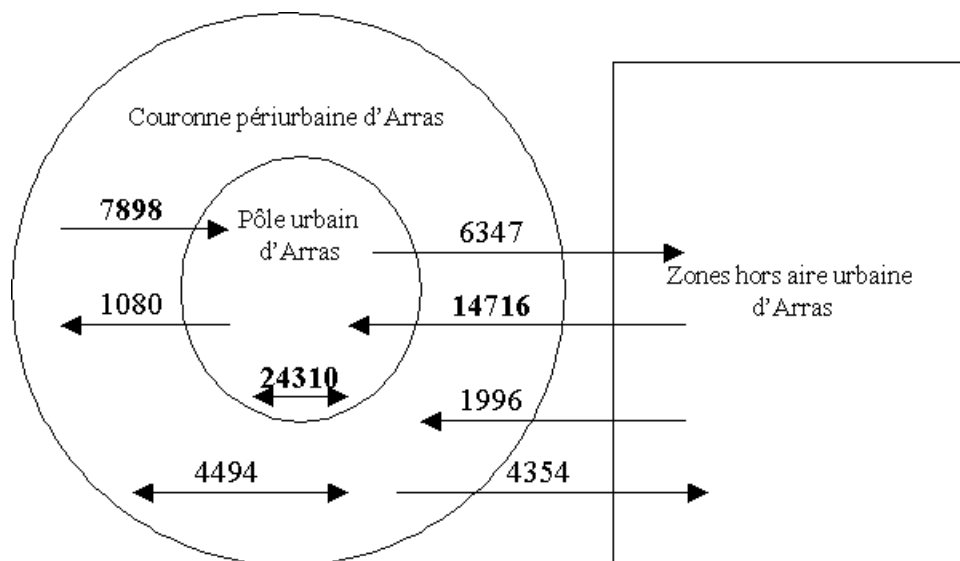 Couronne périurbaine d'Arras
7898
Pôle urbain
d'Arras
6347
Zones hors aire urbaine
d'Arras
1080
14716
24310
1996
4494
4354